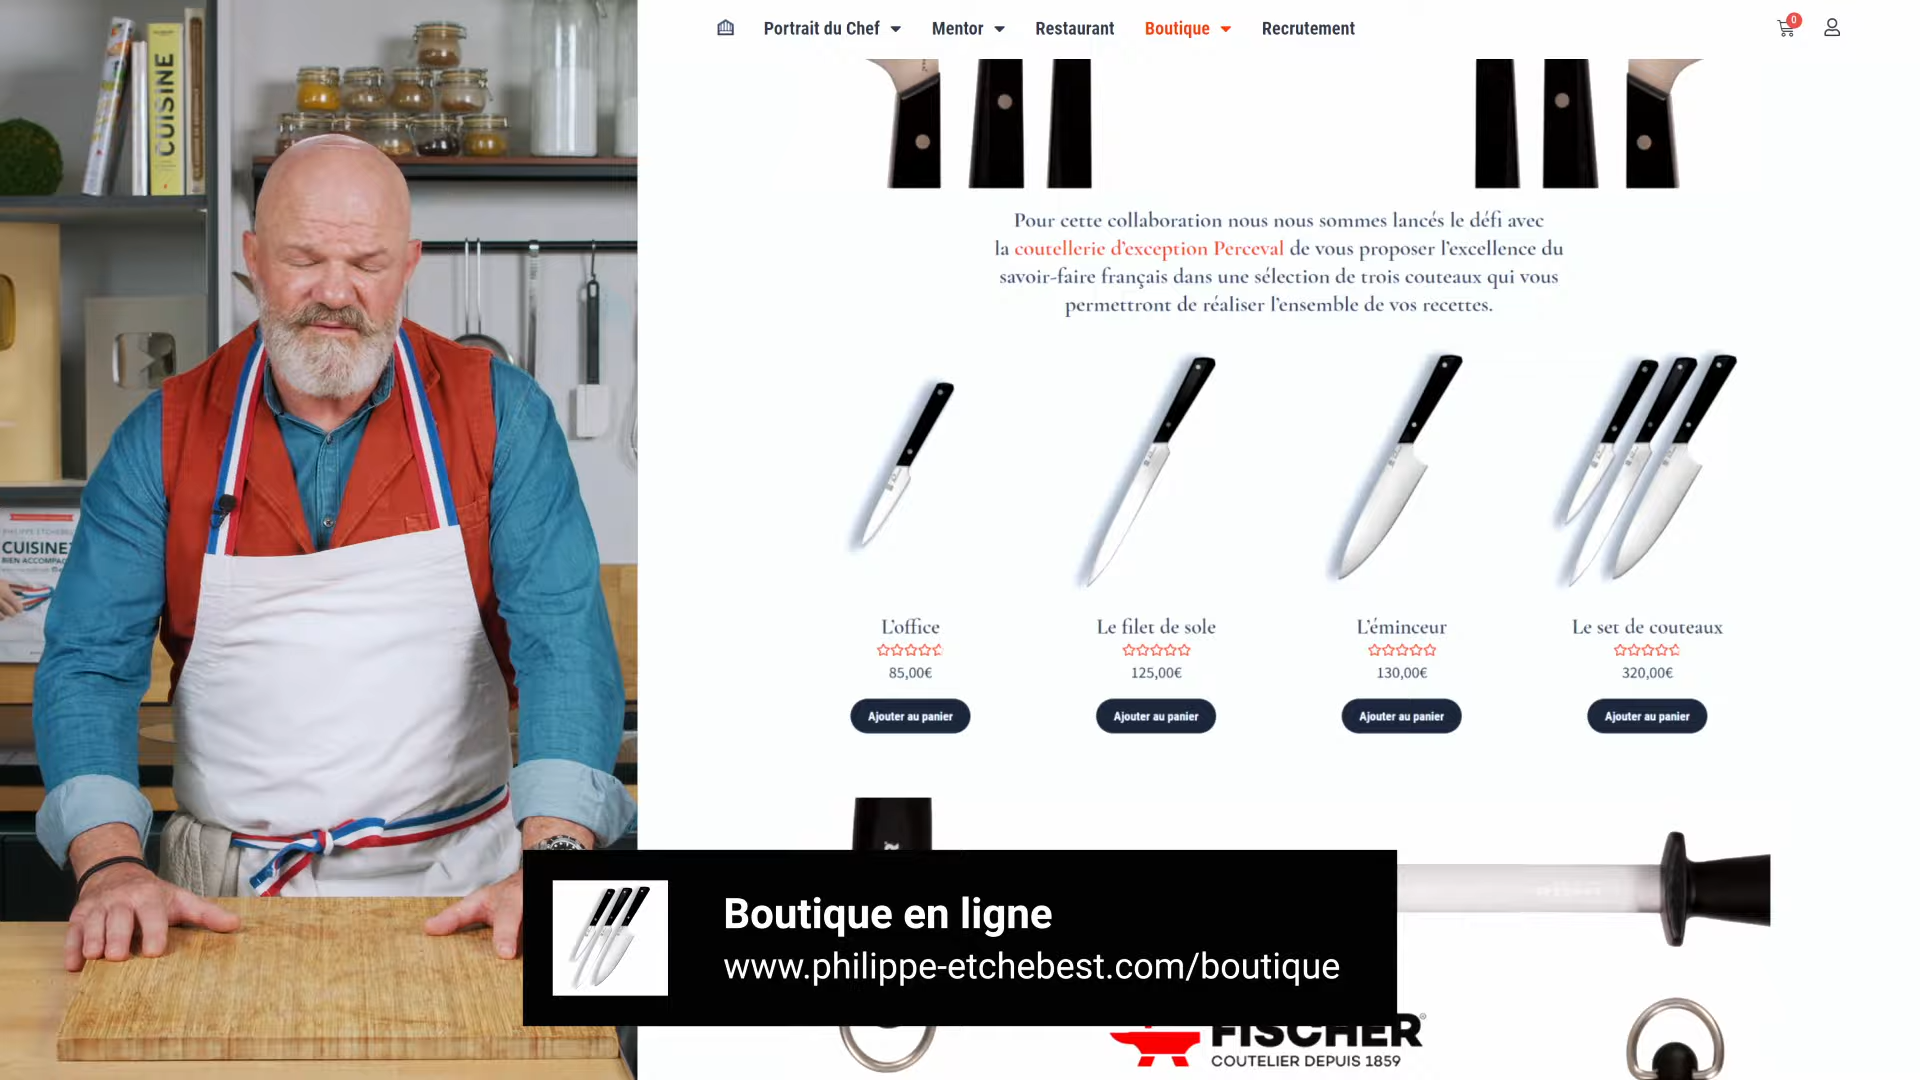 Portrait du Chef
Mentor
Restaurant
Boutique
Recrutement
0
CUISINE
Pour cette collaboration nous nous sommes lancés le défi avec
la coutellerie d'exception Perceval de vous proposer l'excellence du
savoir-faire français dans une sélection de trois couteaux qui vous
permettront de réaliser l'ensemble de vos recettes.
L'office
85,00€
Ajouter au panier
Le filet de sole
125,00€
Ajouter au panier
L'éminceur
130,00€
Ajouter au panier
Le set de couteaux
320,00€
Ajouter au panier
PHILIPPE ETCHEBEST
CUISINEZ
BIEN
Boutique en ligne
www.philippe-etchebest.com/boutique
FISCHER
COUTELIER DEPUIS 1859